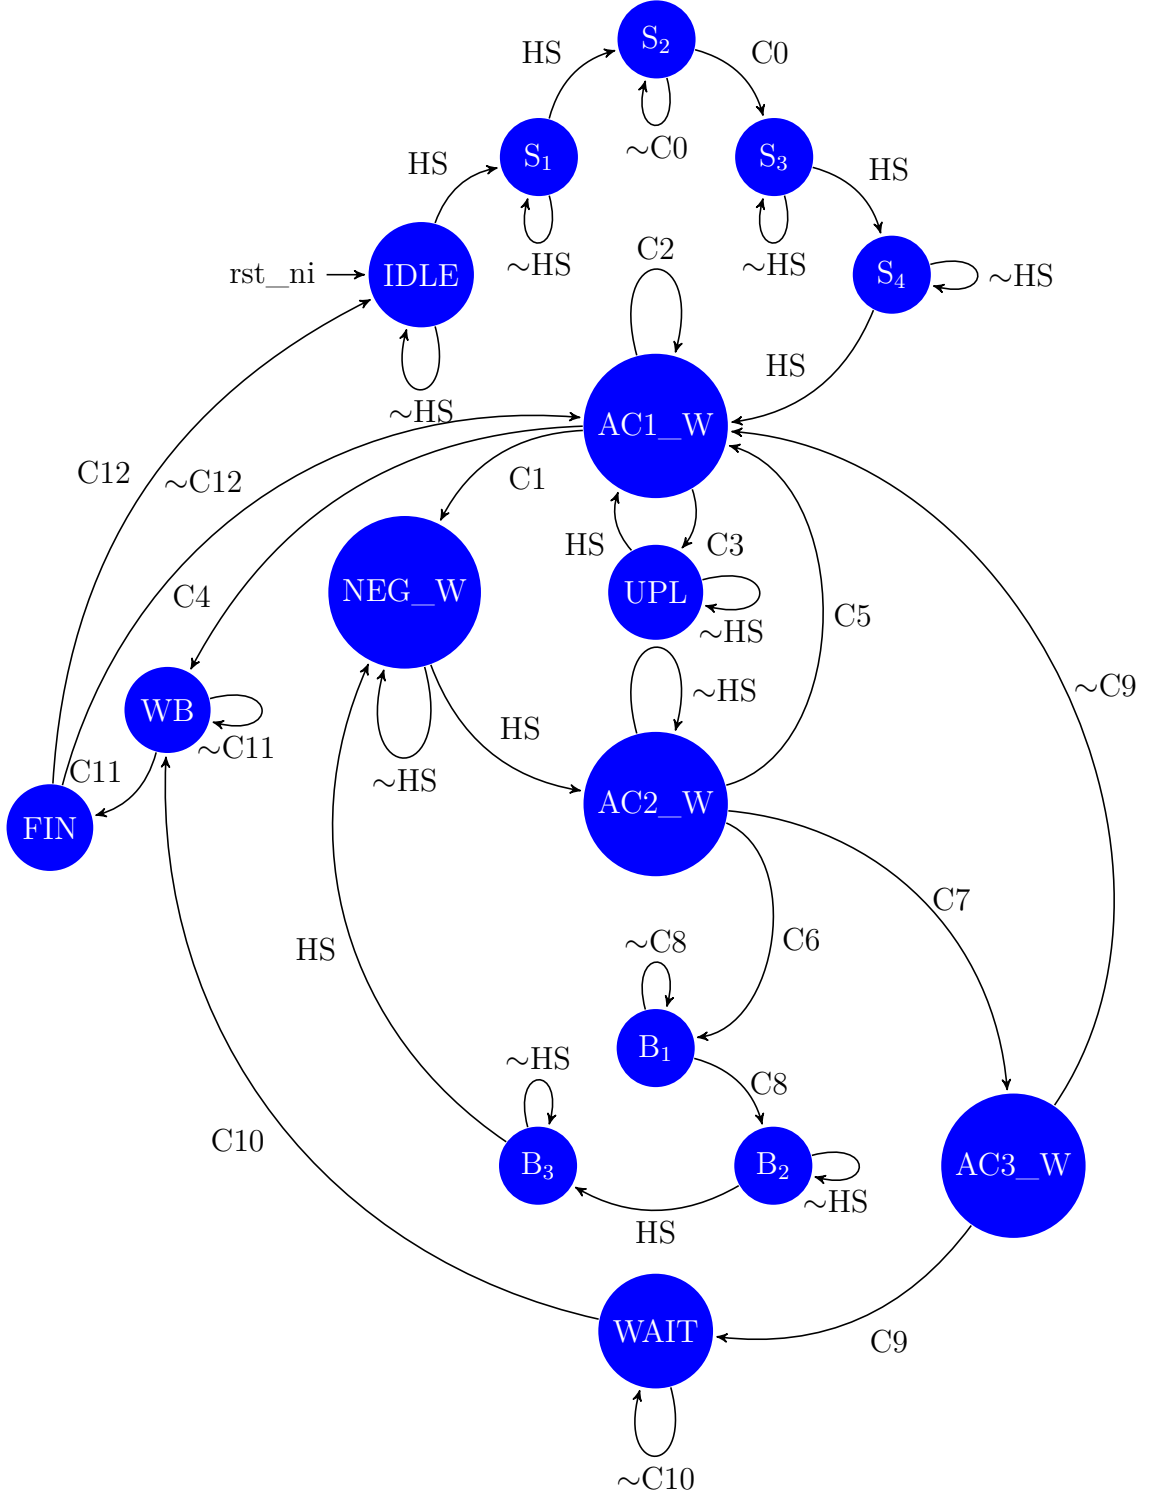 S₂
HS
C0
~C0
S₁
S₃
HS
HS
~HS
~HS
C2
rst_ni
IDLE
S₄
~HS
HS
~HS
AC1_W
C12
~C12
C1
HS
C3
NEG_W
UPL
C4
C5
~HS
~HS
~C9
WB
HS
~C11
C11
~HS
AC2_W
FIN
C7
C6
~C8
HS
B₁
~HS
C8
C10
B₃
B₂
AC3_W
~HS
HS
WAIT
C9
~C10